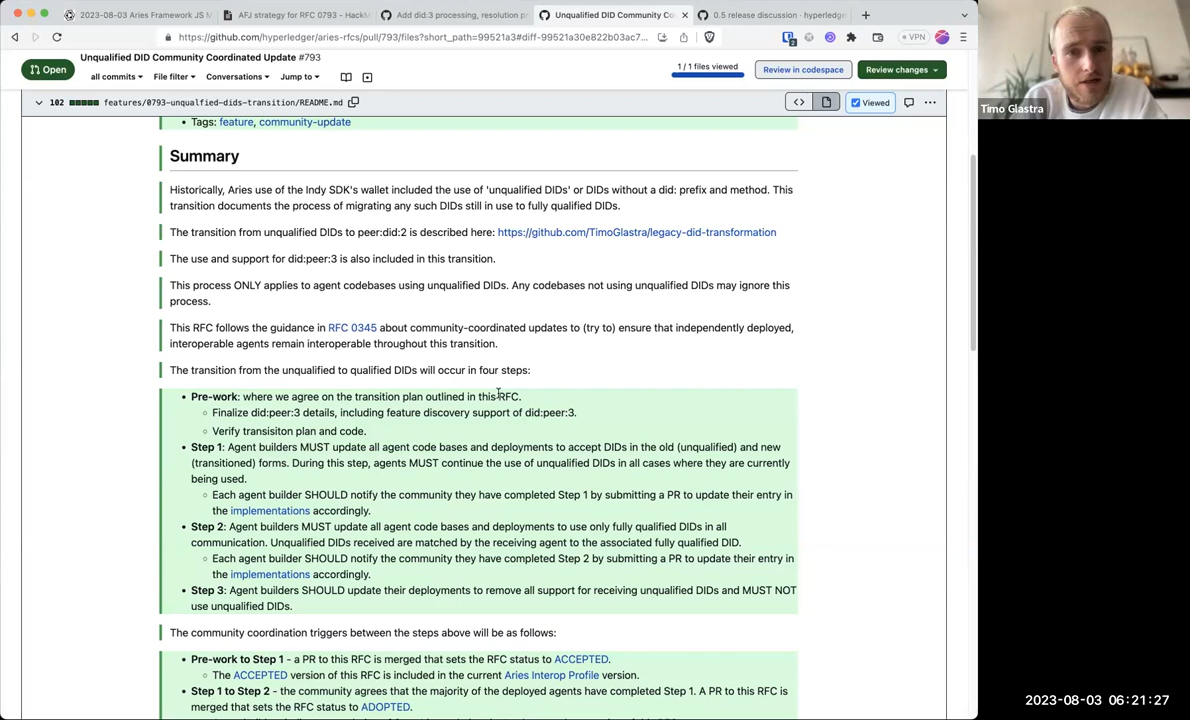 2023-08-03 Aries Framework JS M
AFJ strategy for RFC 0793 - HackM
Add did:3 processing, resolution pr
Unqualified DID Community Co
0.5 release discussion · hyperledge
https://github.com/hyperledger/aries-rfcs/pull/793/files?short_path=99521a3#diff-99521a30e822b03ac7...
VPN
Open
Unqualified DID Community Coordinated Update #793
all commits
File filter
Conversations
Jump to
1 / 1 files viewed
Review in codespace
Review changes
102
features/0793-unqualfied-dids-transition/README.md
Viewed
Timo Glastra
• Tags: feature, community-update
Summary
Historically, Aries use of the Indy SDK's wallet included the use of 'unqualified DIDs' or DIDs without a did: prefix and method. This
transition documents the process of migrating any such DIDs still in use to fully qualified DIDs.
The transition from unqualified DIDs to peer:did:2 is described here: https://github.com/TimoGlastra/legacy-did-transformation
The use and support for did:peer:3 is also included in this transition.
This process ONLY applies to agent codebases using unqualified DIDs. Any codebases not using unqualified DIDs may ignore this
process.
This RFC follows the guidance in RFC 0345 about community-coordinated updates to (try to) ensure that independently deployed,
interoperable agents remain interoperable throughout this transition.
The transition from the unqualified to qualified DIDs will occur in four steps:
• Pre-work: where we agree on the transition plan outlined in this RFC.
◦ Finalize did:peer:3 details, including feature discovery support of did:peer:3.
◦ Verify transisiton plan and code.
• Step 1: Agent builders MUST update all agent code bases and deployments to accept DIDs in the old (unqualified) and new
(transitioned) forms. During this step, agents MUST continue the use of unqualified DIDs in all cases where they are currently
being used.
◦ Each agent builder SHOULD notify the community they have completed Step 1 by submitting a PR to update their entry in
the implementations accordingly.
• Step 2: Agent builders MUST update all agent code bases and deployments to use only fully qualified DIDs in all
communication. Unqualified DIDs received are matched by the receiving agent to the associated fully qualified DID.
◦ Each agent builder SHOULD notify the community they have completed Step 2 by submitting a PR to update their entry in
the implementations accordingly.
• Step 3: Agent builders SHOULD update their deployments to remove all support for receiving unqualified DIDs and MUST NOT
use unqualified DIDs.
The community coordination triggers between the steps above will be as follows:
• Pre-work to Step 1 - a PR to this RFC is merged that sets the RFC status to ACCEPTED.
◦ The ACCEPTED version of this RFC is included in the current Aries Interop Profile version.
• Step 1 to Step 2 - the community agrees that the majority of the deployed agents have completed Step 1. A PR to this RFC is
merged that sets the RFC status to ADOPTED.
2023-08-03 06:21:27